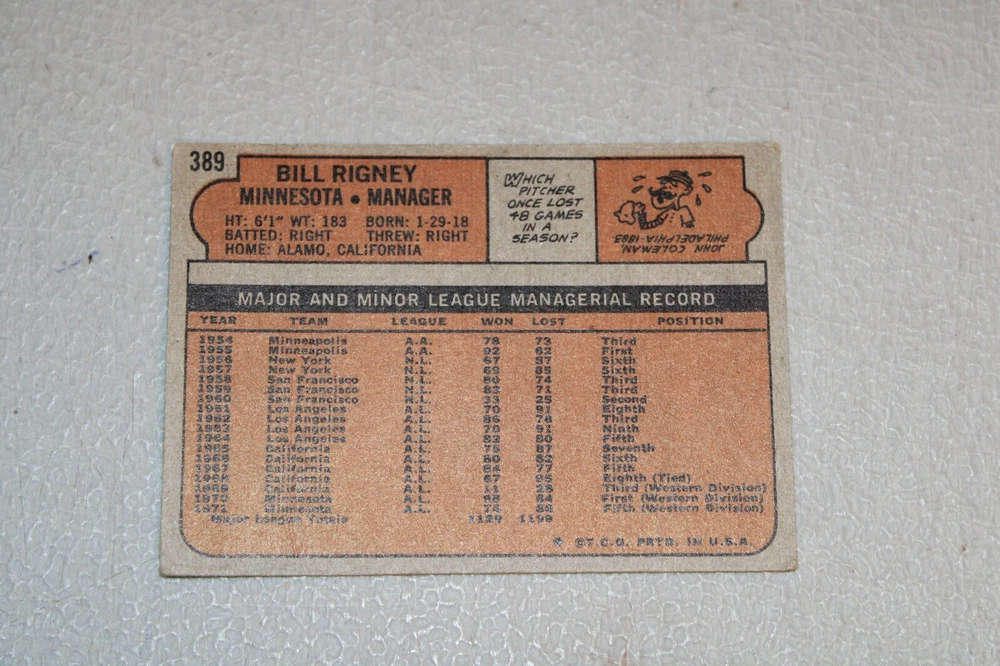 389
BILL RIGNEY
MINNESOTA • MANAGER
HT: 6'1" WT: 183 BORN: 1-29-18
BATTED: RIGHT THREW: RIGHT
HOME: ALAMO, CALIFORNIA
WHICH
PITCHER
ONCE LOST
48 GAMES
IN A
SEASON?
JOHN COLEMAN,
PHILADELPHIA-1883
MAJOR AND MINOR LEAGUE MANAGERIAL RECORD
YEAR TEAM LEAGUE WON LOST POSITION
1954 Minneapolis A.A. 78 73 Third
1955 Minneapolis A.A. 92 62 First
1956 New York N.L. 67 87 Sixth
1957 New York N.L. 69 85 Sixth
1958 San Francisco N.L. 80 74 Third
1959 San Francisco N.L. 83 71 Third
1960 San Francisco N.L. 33 25 Second
1961 Los Angeles A.L. 70 91 Eighth
1962 Los Angeles A.L. 86 76 Third
1963 Los Angeles A.L. 70 91 Ninth
1964 Los Angeles A.L. 82 80 Fifth
1965 California A.L. 75 87 Seventh
1966 California A.L. 80 82 Sixth
1967 California A.L. 84 77 Fifth
1968 California A.L. 67 95 Eighth (Tied)
1969 California A.L. 11 28 Third (Western Division)
1970 Minnesota A.L. 98 64 First (Western Division)
1971 Minnesota A.L. 74 86 Fifth (Western Division)
Major League Totals 1129 1199
* ©T.C.G. PRTD. IN U.S.A.